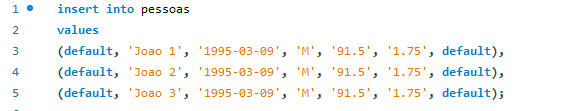 1 insert into pessoas
2 values
3 (default, 'Joao 1', '1995-03-09', 'M', '91.5', '1.75', default),
4 (default, 'Joao 2', '1995-03-09', 'M', '91.5', '1.75', default),
5 (default, 'Joao 3', '1995-03-09', 'M', '91.5', '1.75', default);